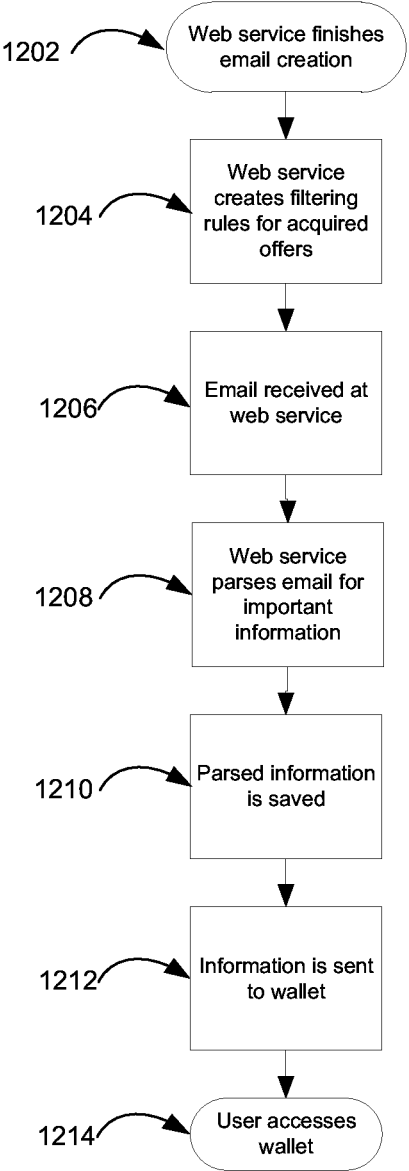 1202
Web service finishes
email creation
1204
Web service
creates filtering
rules for acquired
offers
1206
Email received at
web service
1208
Web service
parses email for
important
information
1210
Parsed information
is saved
1212
Information is sent
to wallet
1214
User accesses
wallet